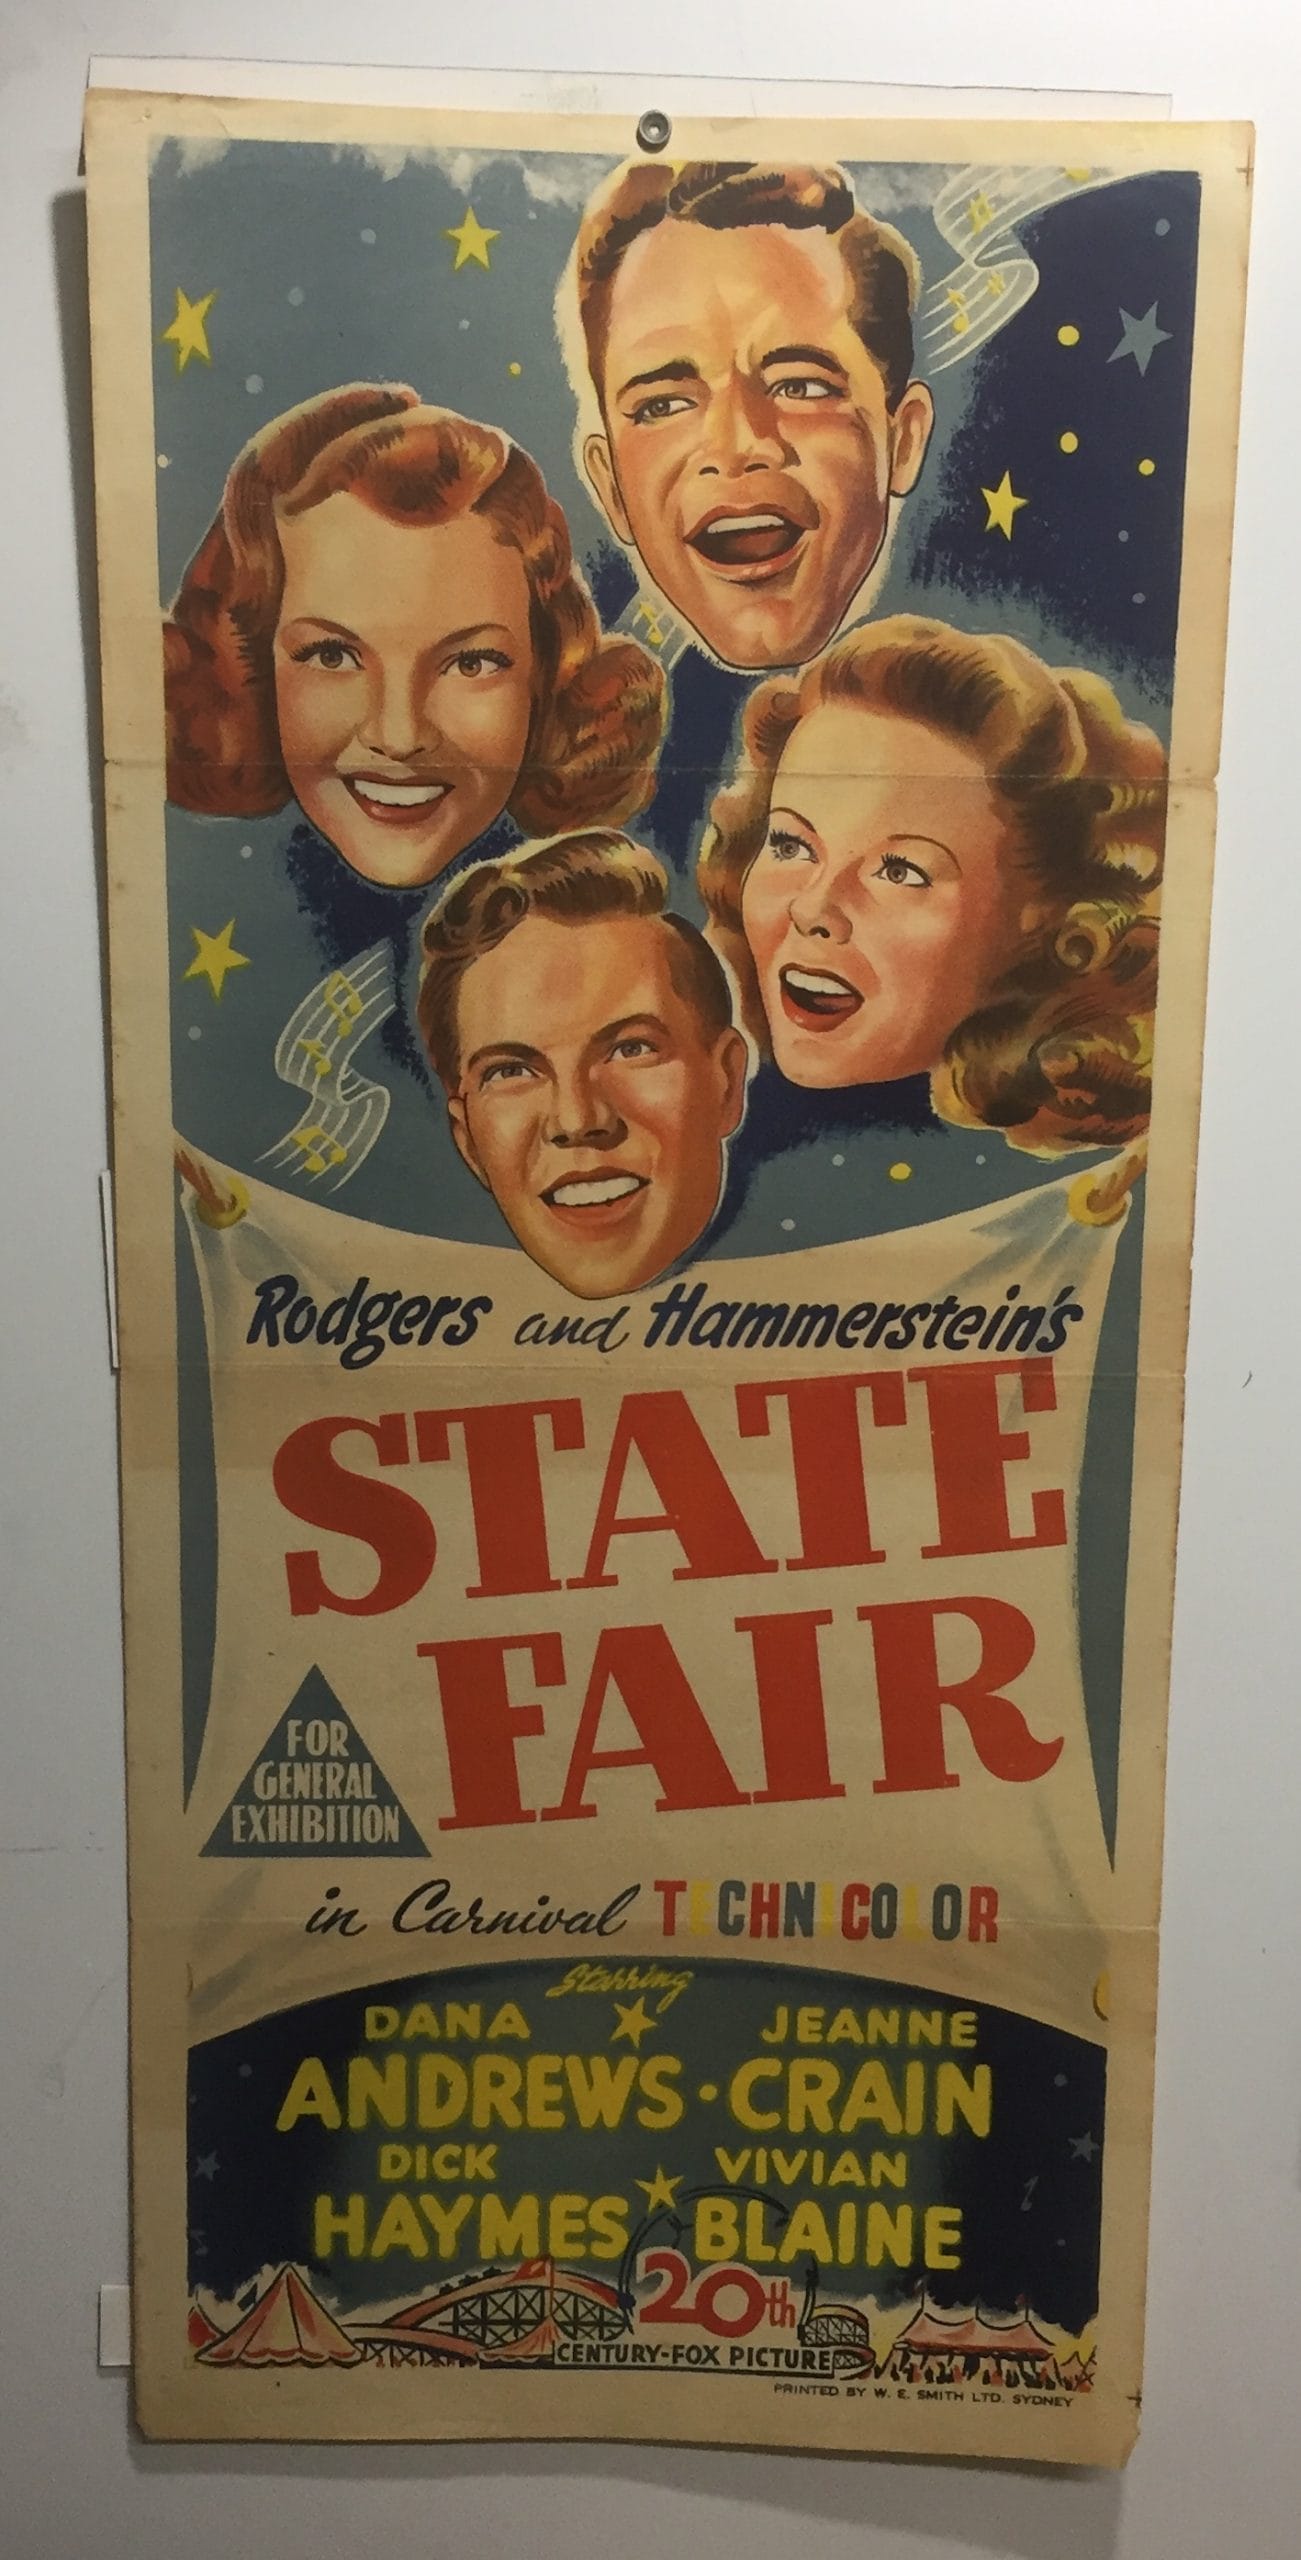 Rodgers and Hammerstein's
STATE
FAIR
FOR
GENERAL
EXHIBITION
in Carnival TECHNICOLOR
Starring
DANA JEANNE
ANDREWS · CRAIN
DICK VIVIAN
HAYMES BLAINE
20th
CENTURY-FOX PICTURE
PRINTED BY W. E. SMITH LTD. SYDNEY